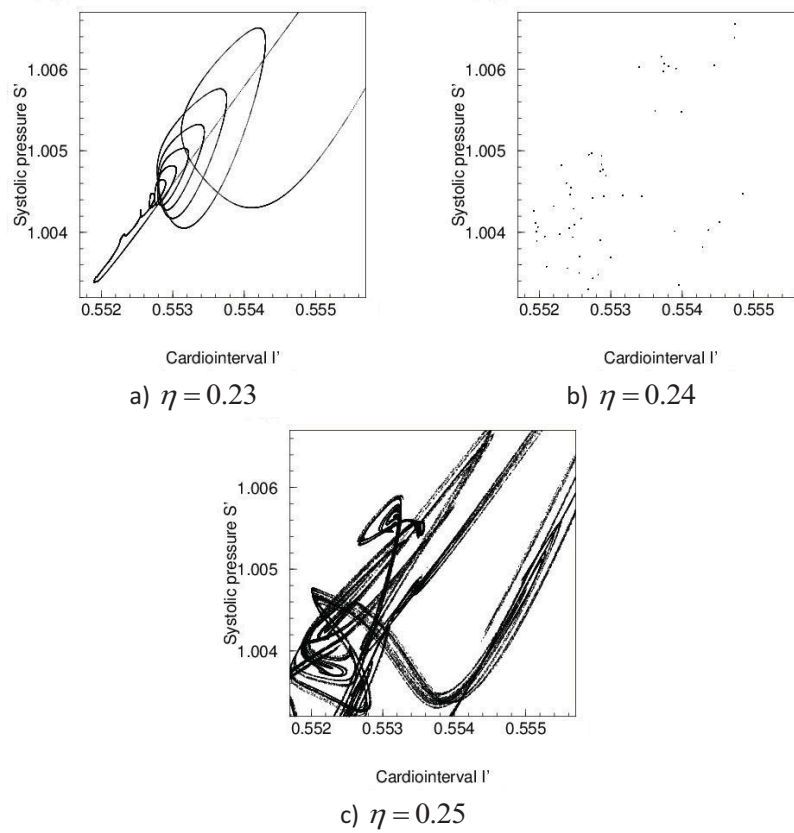 1.006
1.005
1.004
Systolic pressure S'
0.552 0.553 0.554 0.555
Cardiointerval I'
a) η = 0.23
1.006
1.005
1.004
Systolic pressure S'
0.552 0.553 0.554 0.555
Cardiointerval I'
b) η = 0.24
1.006
1.005
1.004
Systolic pressure S'
0.552 0.553 0.554 0.555
Cardiointerval I'
c) η = 0.25